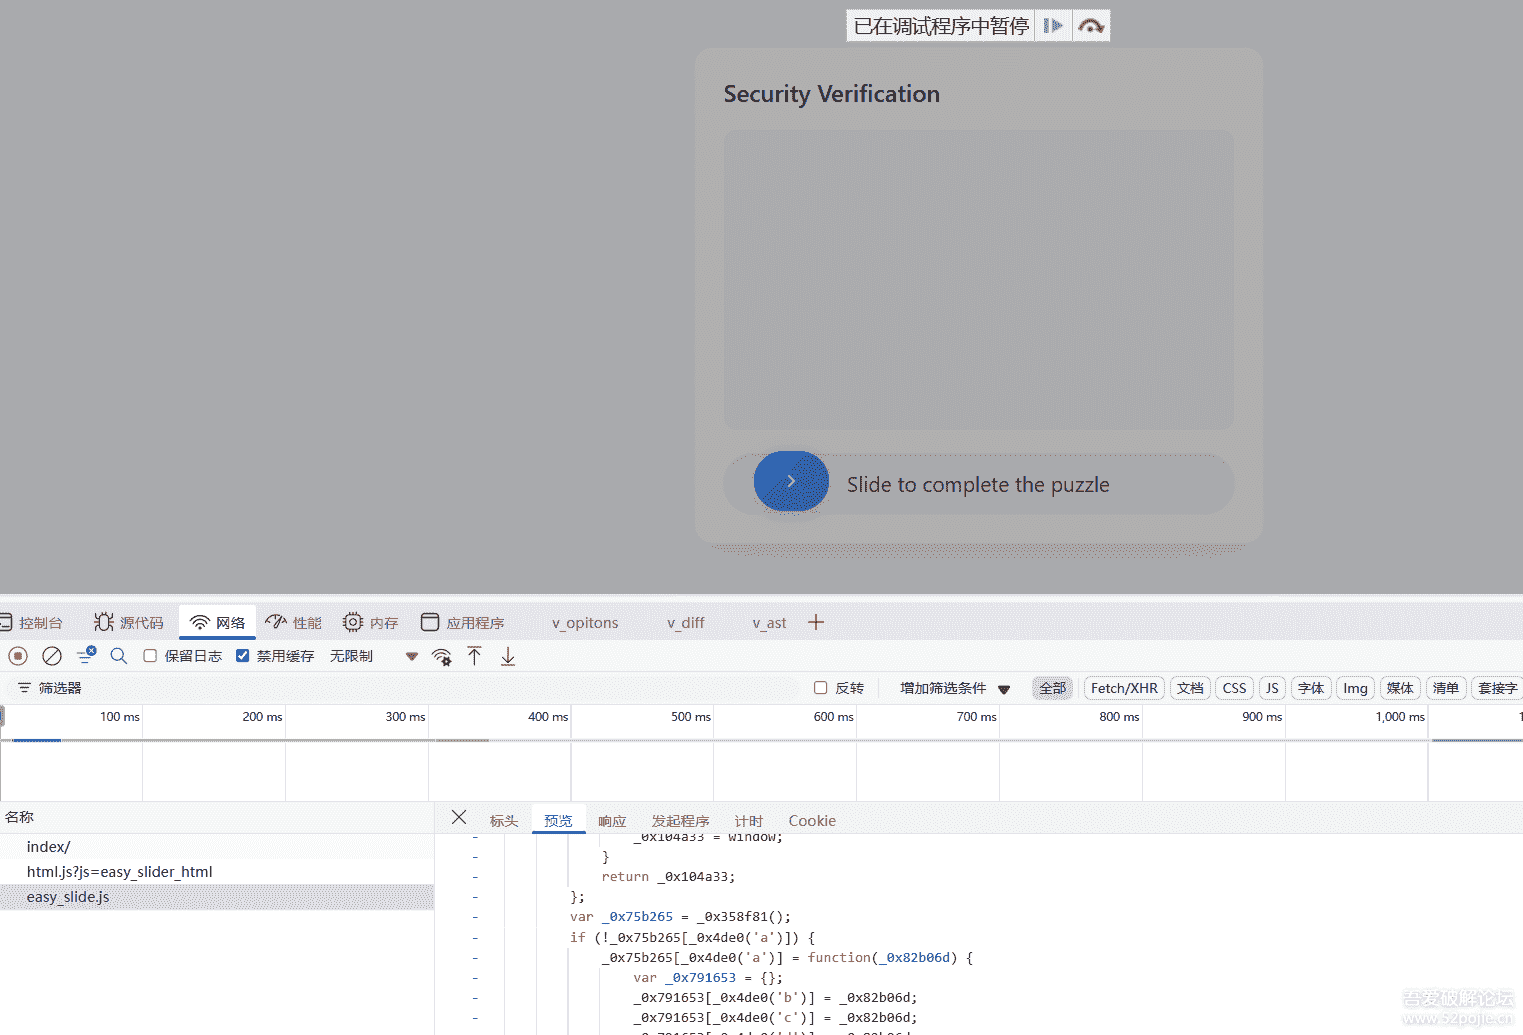 已在调试程序中暂停
Security Verification
Slide to complete the puzzle
控制台 源代码 网络 性能 内存 应用程序 v_opitons v_diff v_ast
保留日志 禁用缓存 无限制
筛选器 反转 增加筛选条件 全部 Fetch/XHR 文档 CSS JS 字体 Img 媒体 清单 套接字
100 ms 200 ms 300 ms 400 ms 500 ms 600 ms 700 ms 800 ms 900 ms 1,000 ms 1
名称 标头 预览 响应 发起程序 计时 Cookie
index/
html.js?js=easy_slider_html
easy_slide.js
- _0x104a33 = window;
- }
- return _0x104a33;
- };
- var _0x75b265 = _0x358f81();
- if (!_0x75b265[_0x4de0('a')]) {
- _0x75b265[_0x4de0('a')] = function(_0x82b06d) {
- var _0x791653 = {};
- _0x791653[_0x4de0('b')] = _0x82b06d;
- _0x791653[_0x4de0('c')] = _0x82b06d;
吾爱破解论坛
www.52pojie.cn